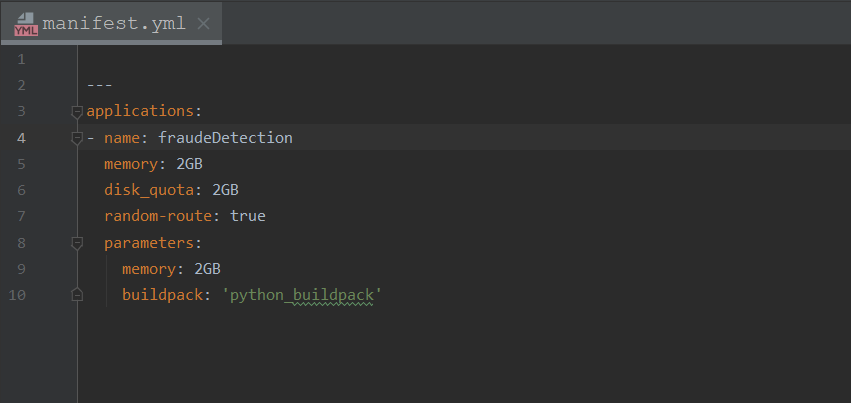 YML manifest.yml ×
1
2 ---
3 applications:
4 - name: fraudeDetection
5 memory: 2GB
6 disk_quota: 2GB
7 random-route: true
8 parameters:
9 memory: 2GB
10 buildpack: 'python_buildpack'